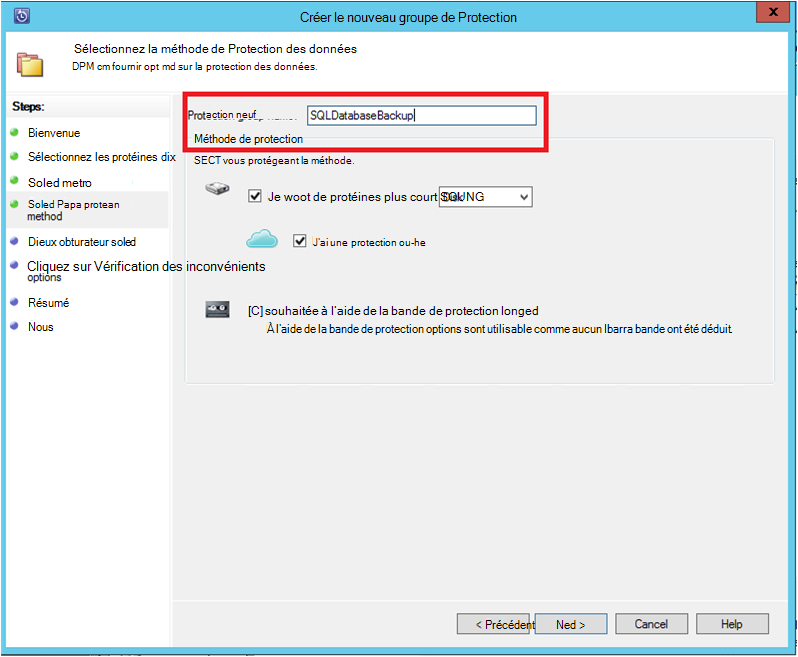 Créer le nouveau groupe de Protection
x
Sélectionnez la méthode de Protection des données
DPM cm fournir opt md sur la protection des données.
Steps:
Bienvenue
Sélectionnez les protéines dix
Soled metro
Soled Papa protean
method
Dieux obturateur soled
Cliquez sur Vérification des inconvénients
options
Résumé
Nous
Protaction neuf
SQLDatabaseBackup
Méthode de protection
SECT vous protégeant la méthode.
Je woot de protéines plus court
J'ai une protection ou-he
[C] souhaitée à l'aide de la bande de protection longed
À l'aide de la bande de protection options sont utilisable comme aucun Ibarra bande ont été déduit.
< Précédent
Ned >
Cancel
Help